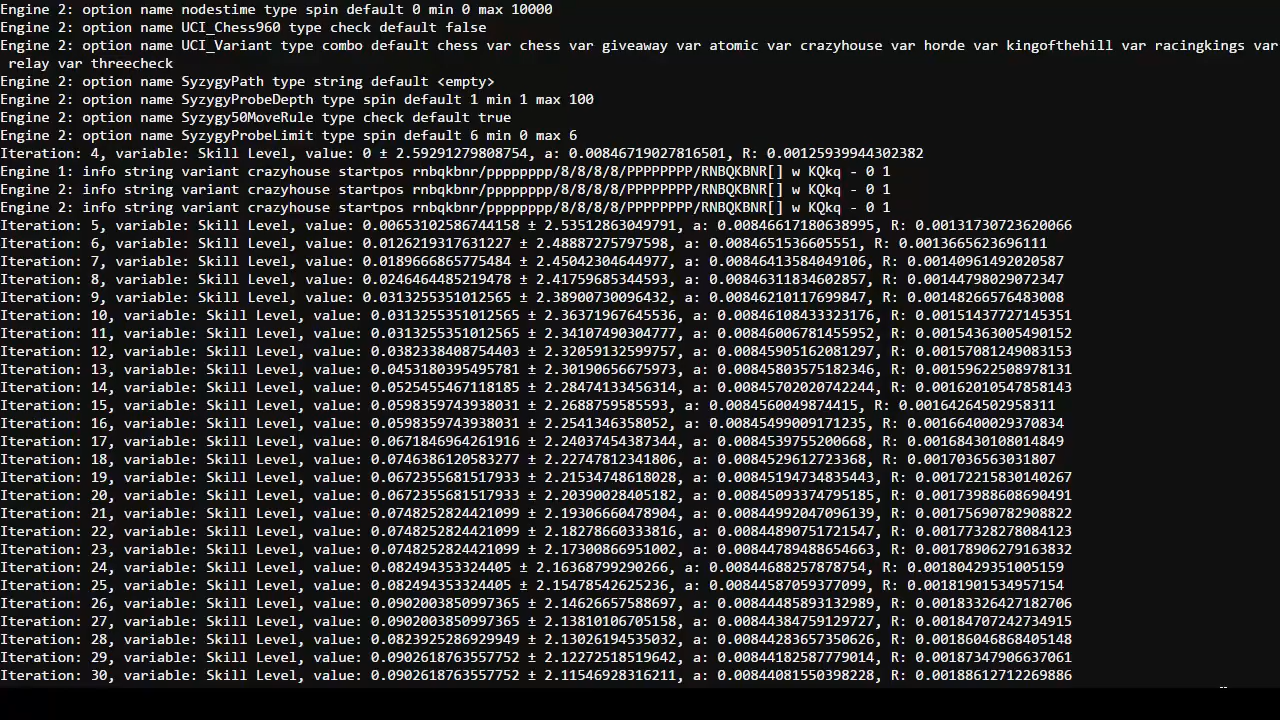 Engine 2: option name nodestime type spin default 0 min 0 max 10000
Engine 2: option name UCI_Chess960 type check default false
Engine 2: option name UCI_Variant type combo default chess var chess var giveaway var atomic var crazyhouse var horde var kingofthehill var racingkings var
relay var threecheck
Engine 2: option name SyzygyPath type string default <empty>
Engine 2: option name SyzygyProbeDepth type spin default 1 min 1 max 100
Engine 2: option name Syzygy50MoveRule type check default true
Engine 2: option name SyzygyProbeLimit type spin default 6 min 0 max 6
Iteration: 4, variable: Skill Level, value: 0 ± 2.59291279808754, a: 0.00846719027816501, R: 0.00125939944302382
Engine 1: info string variant crazyhouse startpos rnbqkbnr/pppppppp/8/8/8/8/PPPPPPPP/RNBQKBNR[] w KQkq - 0 1
Engine 2: info string variant crazyhouse startpos rnbqkbnr/pppppppp/8/8/8/8/PPPPPPPP/RNBQKBNR[] w KQkq - 0 1
Engine 2: info string variant crazyhouse startpos rnbqkbnr/pppppppp/8/8/8/8/PPPPPPPP/RNBQKBNR[] w KQkq - 0 1
Iteration: 5, variable: Skill Level, value: 0.00653102586744158 ± 2.53512863049791, a: 0.00846617180638995, R: 0.00131730723620066
Iteration: 6, variable: Skill Level, value: 0.0126219317631227 ± 2.48887275797598, a: 0.0084651536605551, R: 0.0013665623696111
Iteration: 7, variable: Skill Level, value: 0.0189666865775484 ± 2.45042304644977, a: 0.00846413584049106, R: 0.00140961492020587
Iteration: 8, variable: Skill Level, value: 0.0246464485219478 ± 2.41759685344593, a: 0.00846311834602857, R: 0.00144798029072347
Iteration: 9, variable: Skill Level, value: 0.0313255351012565 ± 2.38900730096432, a: 0.00846210117699847, R: 0.00148266576483008
Iteration: 10, variable: Skill Level, value: 0.0313255351012565 ± 2.36371967645536, a: 0.00846108433323176, R: 0.00151437727145351
Iteration: 11, variable: Skill Level, value: 0.0313255351012565 ± 2.34107490304777, a: 0.00846006781455952, R: 0.00154363005490152
Iteration: 12, variable: Skill Level, value: 0.0382338408754403 ± 2.32059132599757, a: 0.00845905162081297, R: 0.00157081249083153
Iteration: 13, variable: Skill Level, value: 0.0453180395495781 ± 2.30190656675973, a: 0.00845803575182346, R: 0.00159622508978131
Iteration: 14, variable: Skill Level, value: 0.0525455467118185 ± 2.28474133456314, a: 0.00845702020742244, R: 0.00162010547858143
Iteration: 15, variable: Skill Level, value: 0.0598359743938031 ± 2.2688759585593, a: 0.0084560049874415, R: 0.00164264502958311
Iteration: 16, variable: Skill Level, value: 0.0598359743938031 ± 2.2541346358052, a: 0.00845499009171235, R: 0.00166400029370834
Iteration: 17, variable: Skill Level, value: 0.0671846964261916 ± 2.24037454387344, a: 0.0084539755200668, R: 0.00168430108014849
Iteration: 18, variable: Skill Level, value: 0.0746386120583277 ± 2.22747812341806, a: 0.0084529612723368, R: 0.0017036563031807
Iteration: 19, variable: Skill Level, value: 0.0672355681517933 ± 2.21534748618028, a: 0.00845194734835443, R: 0.00172215830140267
Iteration: 20, variable: Skill Level, value: 0.0672355681517933 ± 2.20390028405182, a: 0.00845093374795185, R: 0.00173988608690491
Iteration: 21, variable: Skill Level, value: 0.0748252824421099 ± 2.19306660478904, a: 0.00844992047096139, R: 0.00175690782908822
Iteration: 22, variable: Skill Level, value: 0.0748252824421099 ± 2.18278660333816, a: 0.00844890751721547, R: 0.00177328278084123
Iteration: 23, variable: Skill Level, value: 0.0748252824421099 ± 2.17300866951002, a: 0.00844789488654663, R: 0.00178906279163832
Iteration: 24, variable: Skill Level, value: 0.082494353324405 ± 2.16368799290266, a: 0.00844688257878754, R: 0.00180429351005159
Iteration: 25, variable: Skill Level, value: 0.082494353324405 ± 2.15478542625236, a: 0.00844587059377099, R: 0.00181901534957154
Iteration: 26, variable: Skill Level, value: 0.0902003850997365 ± 2.14626657588697, a: 0.00844485893132989, R: 0.00183326427182706
Iteration: 27, variable: Skill Level, value: 0.0902003850997365 ± 2.13810106705158, a: 0.00844384759129727, R: 0.00184707242734915
Iteration: 28, variable: Skill Level, value: 0.0823925286929949 ± 2.13026194535032, a: 0.00844283657350626, R: 0.00186046868405148
Iteration: 29, variable: Skill Level, value: 0.0902618763557752 ± 2.12272518519642, a: 0.00844182587779014, R: 0.00187347906637061
Iteration: 30, variable: Skill Level, value: 0.0902618763557752 ± 2.11546928316211, a: 0.00844081550398228, R: 0.00188612712269886